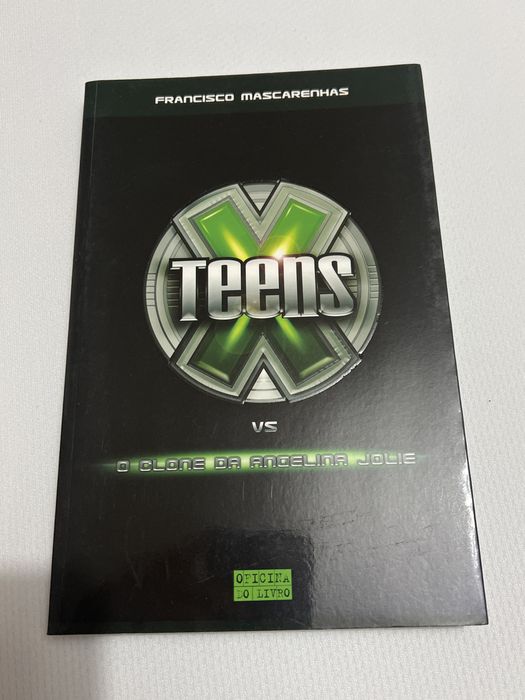 FRANCISCO MASCARENHAS
X
TEENS
VS
O CLONE DA ANGELINA JOLIE
OFICINA
DO LIVRO